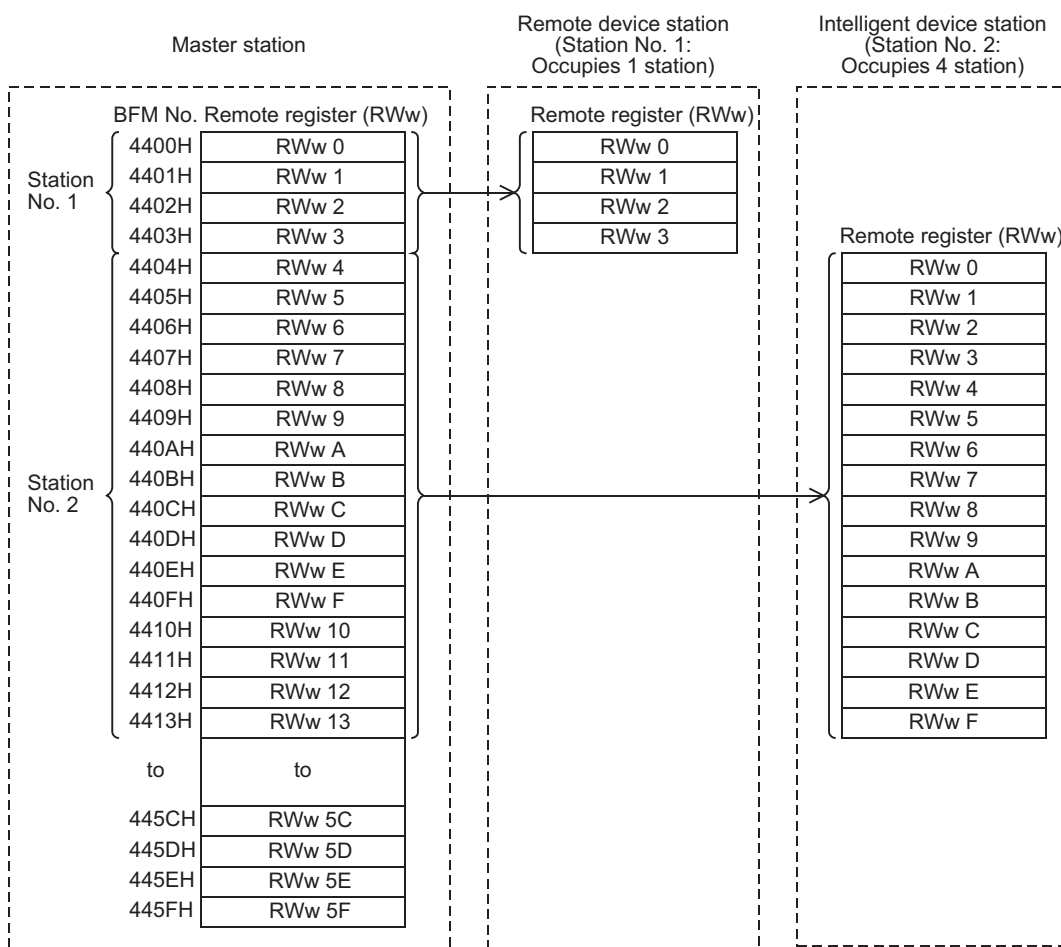 Master station
Remote device station
(Station No. 1:
Occupies 1 station)
Intelligent device station
(Station No. 2:
Occupies 4 station)
BFM No. Remote register (RWw)
Remote register (RWw)
4400H RWw 0 RWw 0
Station
No. 1
4401H RWw 1 RWw 1
4402H RWw 2 RWw 2
4403H RWw 3 RWw 3
Remote register (RWw)
4404H RWw 4 RWw 0
4405H RWw 5 RWw 1
4406H RWw 6 RWw 2
4407H RWw 7 RWw 3
4408H RWw 8 RWw 4
4409H RWw 9 RWw 5
440AH RWw A RWw 6
Station
No. 2
440BH RWw B RWw 7
440CH RWw C RWw 8
440DH RWw D RWw 9
440EH RWw E RWw A
440FH RWw F RWw B
4410H RWw 10 RWw C
4411H RWw 11 RWw D
4412H RWw 12 RWw E
4413H RWw 13 RWw F
to to
445CH RWw 5C
445DH RWw 5D
445EH RWw 5E
445FH RWw 5F